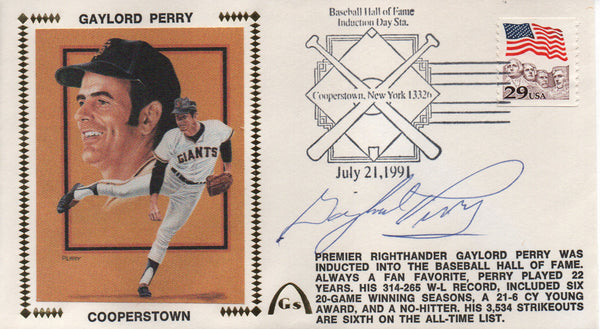 GAYLORD PERRY
GIANTS
PERRY
COOPERSTOWN
Baseball Hall of Fame
Induction Day Sta.
Cooperstown, New York 13326
July 21, 1991
29 USA
Gaylord Perry
Gs
PREMIER RIGHTHANDER GAYLORD PERRY WAS
INDUCTED INTO THE BASEBALL HALL OF FAME.
ALWAYS A FAN FAVORITE, PERRY PLAYED 22
YEARS. HIS 314-265 W-L RECORD, INCLUDED SIX
20-GAME WINNING SEASONS, A 21-6 CY YOUNG
AWARD, AND A NO-HITTER. HIS 3,534 STRIKEOUTS
ARE SIXTH ON THE ALL-TIME LIST.